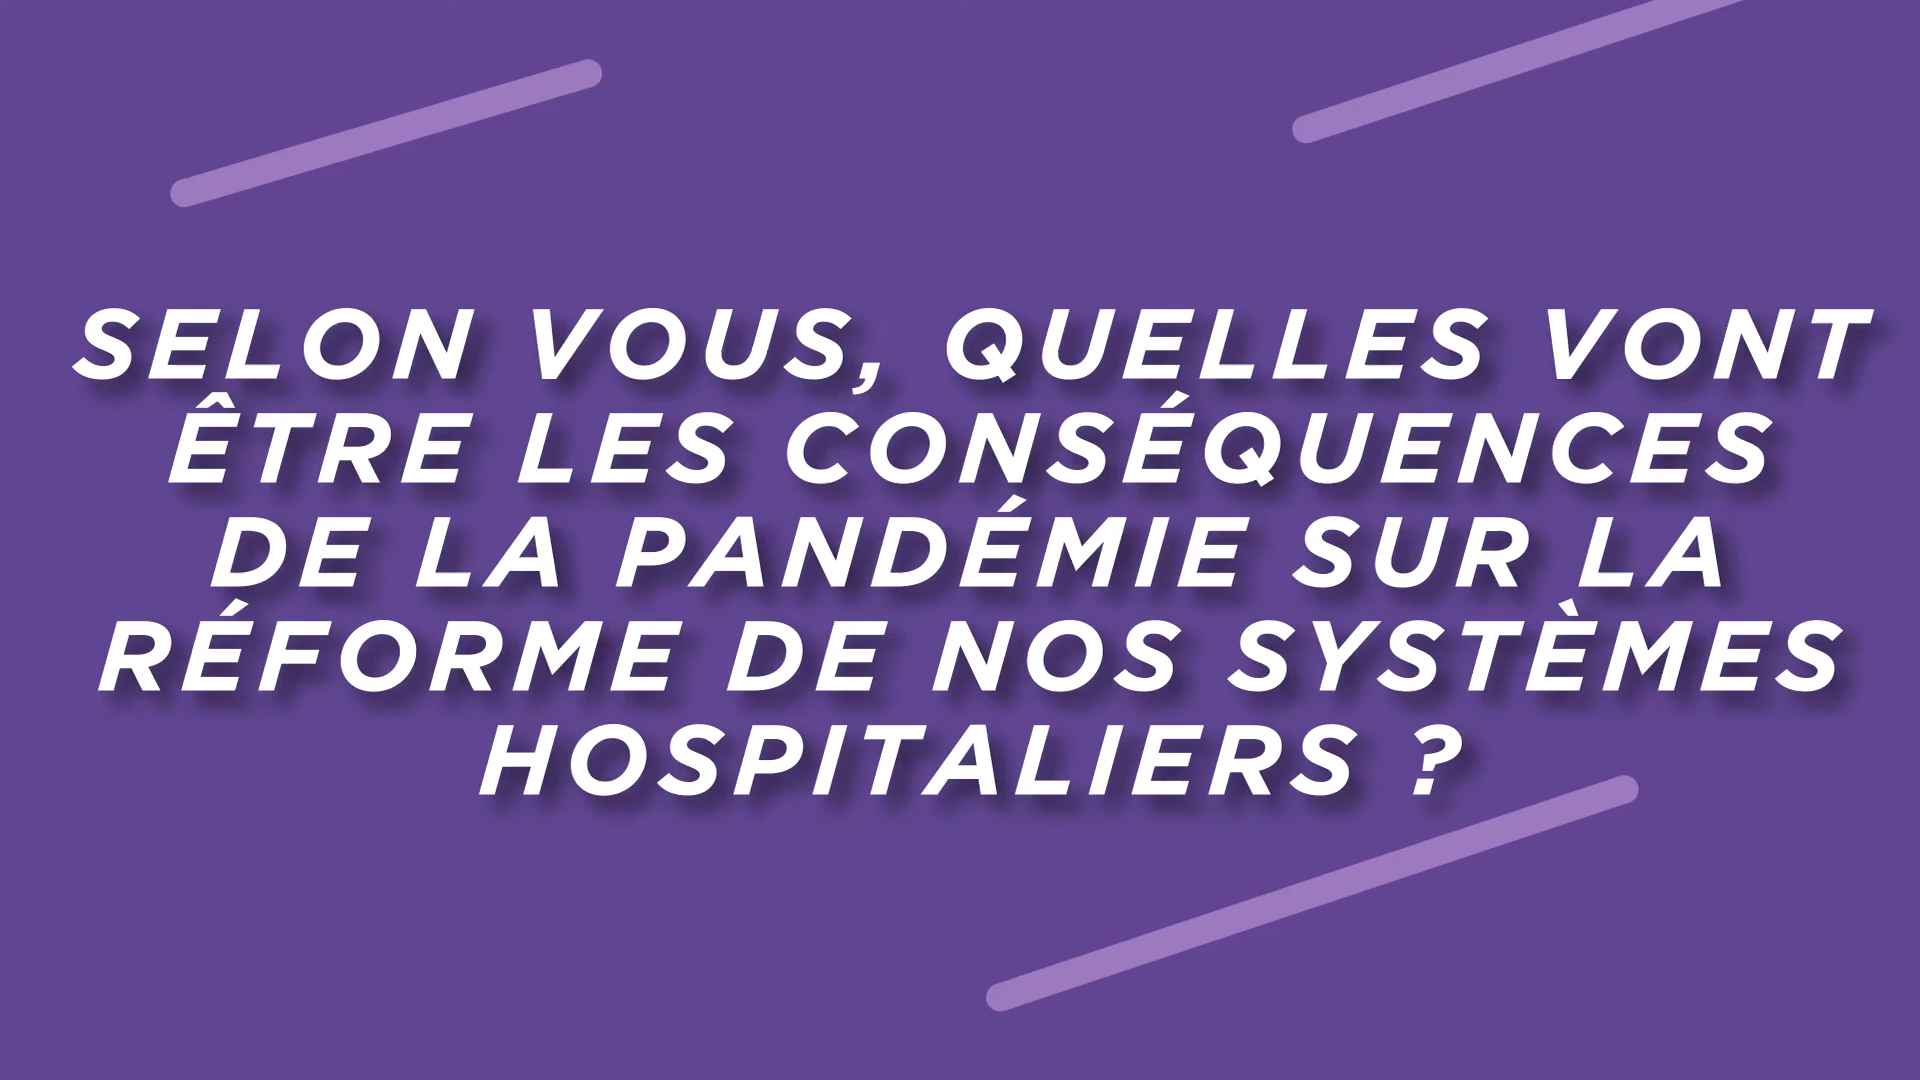 SELON VOUS, QUELLES VONT
ÊTRE LES CONSÉQUENCES
DE LA PANDÉMIE SUR LA
RÉFORME DE NOS SYSTÈMES
HOSPITALIERS ?